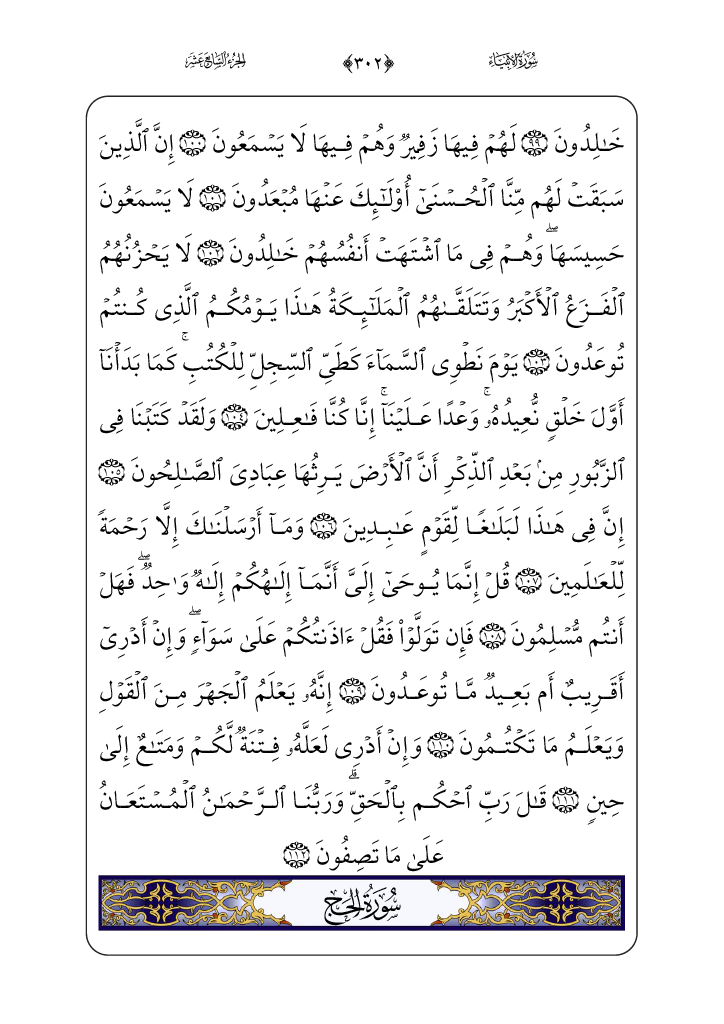 سُورَةُ الأَنبِيَاء ﴿٣٠٢﴾ الجُزْءُ السَّابِعَ عَشَرَ
خَٰلِدُونَ ٩٩ لَهُمۡ فِيهَا زَفِيرٞ وَهُمۡ فِيهَا لَا يَسۡمَعُونَ ١٠٠ إِنَّ ٱلَّذِينَ
سَبَقَتۡ لَهُم مِّنَّا ٱلۡحُسۡنَىٰٓ أُوْلَٰٓئِكَ عَنۡهَا مُبۡعَدُونَ ١٠١ لَا يَسۡمَعُونَ
حَسِيسَهَاۖ وَهُمۡ فِي مَا ٱشۡتَهَتۡ أَنفُسُهُمۡ خَٰلِدُونَ ١٠٢ لَا يَحۡزُنُهُمُ
ٱلۡفَزَعُ ٱلۡأَكۡبَرُ وَتَتَلَقَّىٰهُمُ ٱلۡمَلَٰٓئِكَةُ هَٰذَا يَوۡمُكُمُ ٱلَّذِي كُنتُمۡ
تُوعَدُونَ ١٠٣ يَوۡمَ نَطۡوِي ٱلسَّمَآءَ كَطَيِّ ٱلسِّجِلِّ لِلۡكُتُبِۚ كَمَا بَدَأۡنَآ
أَوَّلَ خَلۡقٖ نُّعِيدُهُۥۚ وَعۡدًا عَلَيۡنَآۚ إِنَّا كُنَّا فَٰعِلِينَ ١٠٤ وَلَقَدۡ كَتَبۡنَا فِي
ٱلزَّبُورِ مِنۢ بَعۡدِ ٱلذِّكۡرِ أَنَّ ٱلۡأَرۡضَ يَرِثُهَا عِبَادِيَ ٱلصَّٰلِحُونَ ١٠٥
إِنَّ فِي هَٰذَا لَبَلَٰغٗا لِّقَوۡمٍ عَٰبِدِينَ ١٠٦ وَمَآ أَرۡسَلۡنَٰكَ إِلَّا رَحۡمَةٗ
لِّلۡعَٰلَمِينَ ١٠٧ قُلۡ إِنَّمَا يُوحَىٰٓ إِلَيَّ أَنَّمَآ إِلَٰهُكُمۡ إِلَٰهٞ وَٰحِدٞۖ فَهَلۡ
أَنتُم مُّسۡلِمُونَ ١٠٨ فَإِن تَوَلَّوۡاْ فَقُلۡ ءَاذَنتُكُمۡ عَلَىٰ سَوَآءٖۖ وَإِنۡ أَدۡرِيٓ
أَقَرِيبٌ أَم بَعِيدٞ مَّا تُوعَدُونَ ١٠٩ إِنَّهُۥ يَعۡلَمُ ٱلۡجَهۡرَ مِنَ ٱلۡقَوۡلِ
وَيَعۡلَمُ مَا تَكۡتُمُونَ ١١٠ وَإِنۡ أَدۡرِي لَعَلَّهُۥ فِتۡنَةٞ لَّكُمۡ وَمَتَٰعٌ إِلَىٰ
حِينٖ ١١١ قَٰلَ رَبِّ ٱحۡكُم بِٱلۡحَقِّۗ وَرَبُّنَا ٱلرَّحۡمَٰنُ ٱلۡمُسۡتَعَانُ
عَلَىٰ مَا تَصِفُونَ ١١٢
سُورَةُ الحَجِّ